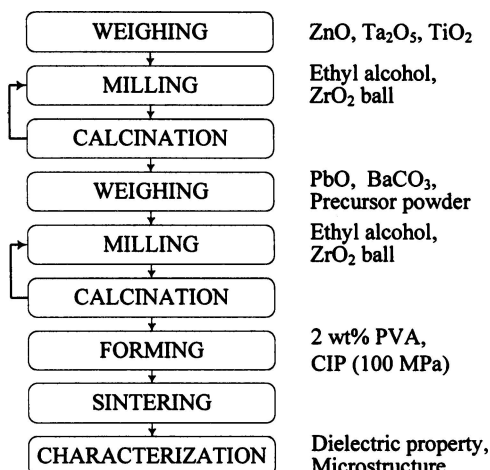 WEIGHING
ZnO, Ta₂O₅, TiO₂
MILLING
Ethyl alcohol,
ZrO₂ ball
CALCINATION
WEIGHING
PbO, BaCO₃,
Precursor powder
MILLING
Ethyl alcohol,
ZrO₂ ball
CALCINATION
FORMING
2 wt% PVA,
CIP (100 MPa)
SINTERING
CHARACTERIZATION
Dielectric property,
Microstructure